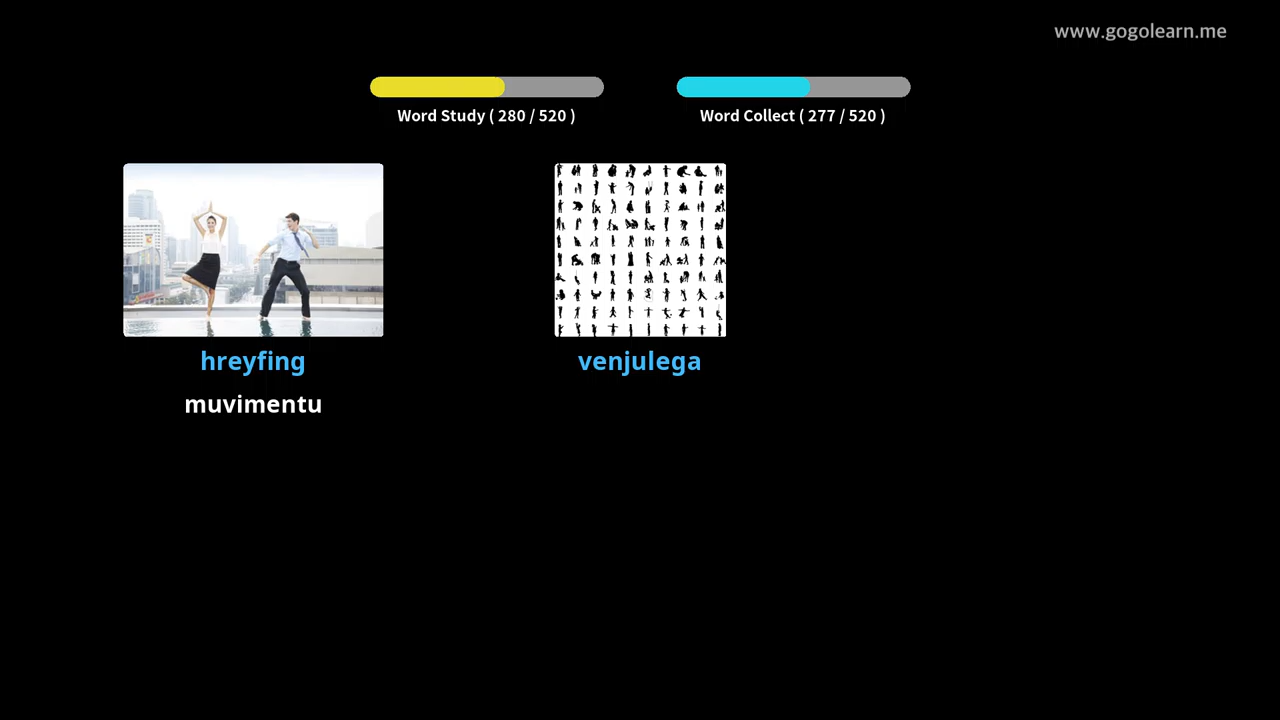 www.gogolearn.me
Word Study ( 280 / 520 )
Word Collect ( 277 / 520 )
hreyfing
venjulega
muvimentu